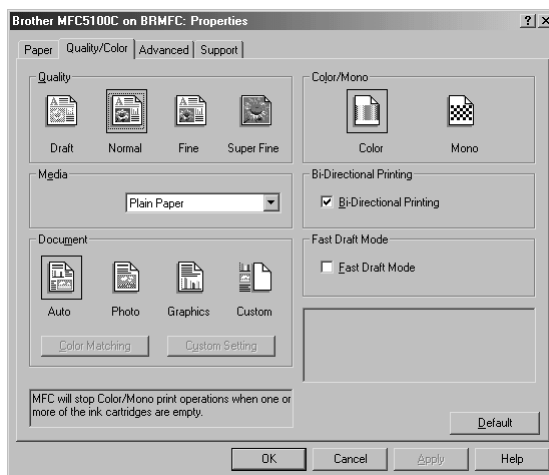 Brother MFC5100C on BRMFC: Properties
Paper Quality/Color Advanced Support
Quality
Draft Normal Fine Super Fine
Color/Mono
Color Mono
Media
Plain Paper
Bi-Directional Printing
Bi-Directional Printing
Document
Auto Photo Graphics Custom
Color Matching Custom Setting
Fast Draft Mode
Fast Draft Mode
MFC will stop Color/Mono print operations when one or
more of the ink cartridges are empty.
Default
OK Cancel Apply Help